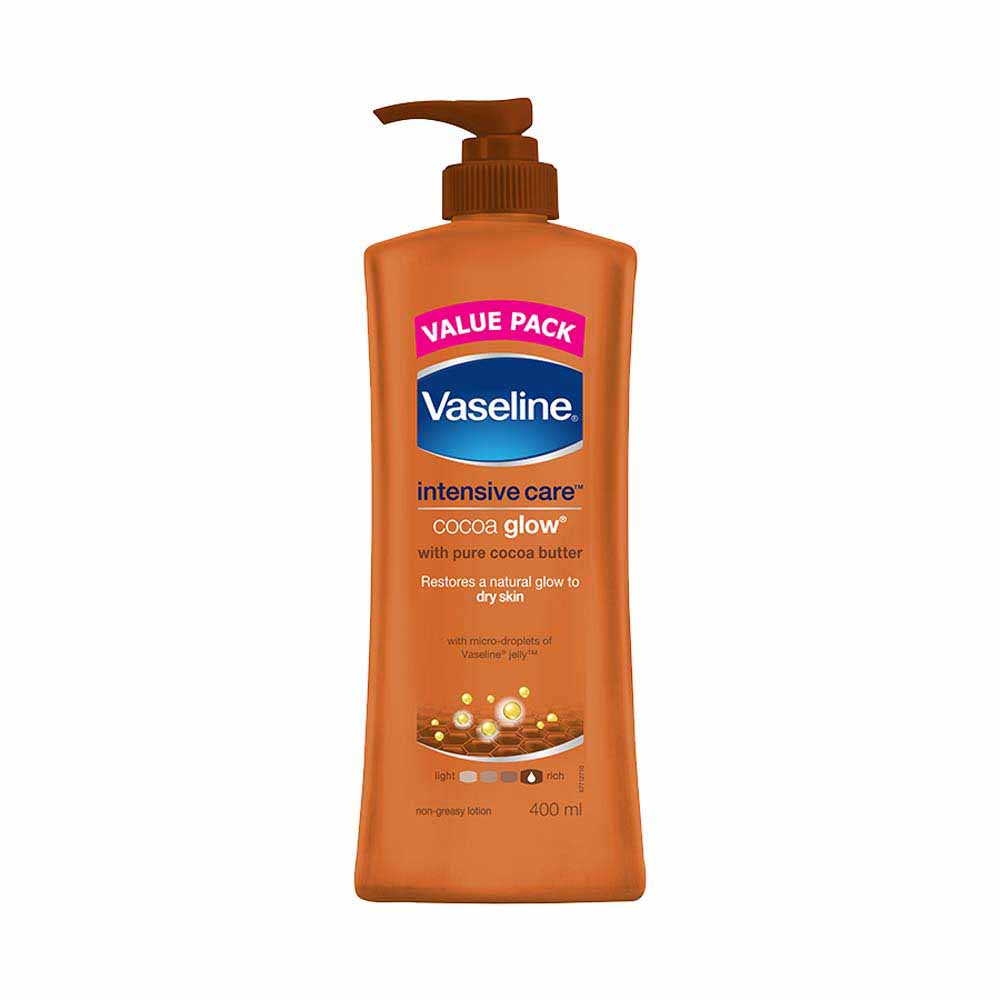 VALUE PACK
Vaseline®
intensive care™
cocoa glow®
with pure cocoa butter
Restores a natural glow to
dry skin
with micro-droplets of
Vaseline® jelly™
light rich
non-greasy lotion 400 ml